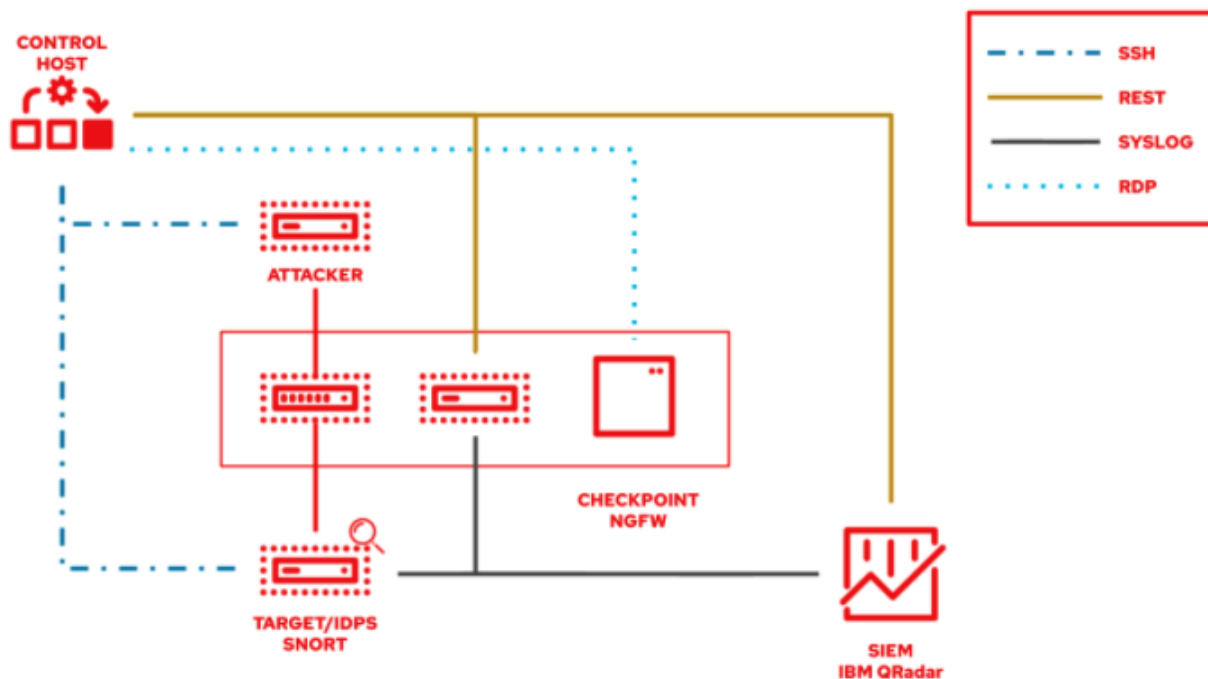 CONTROL
HOST
SSH
REST
SYSLOG
RDP
ATTACKER
CHECKPOINT
NGFW
TARGET/IDPS
SNORT
SIEM
IBM QRadar